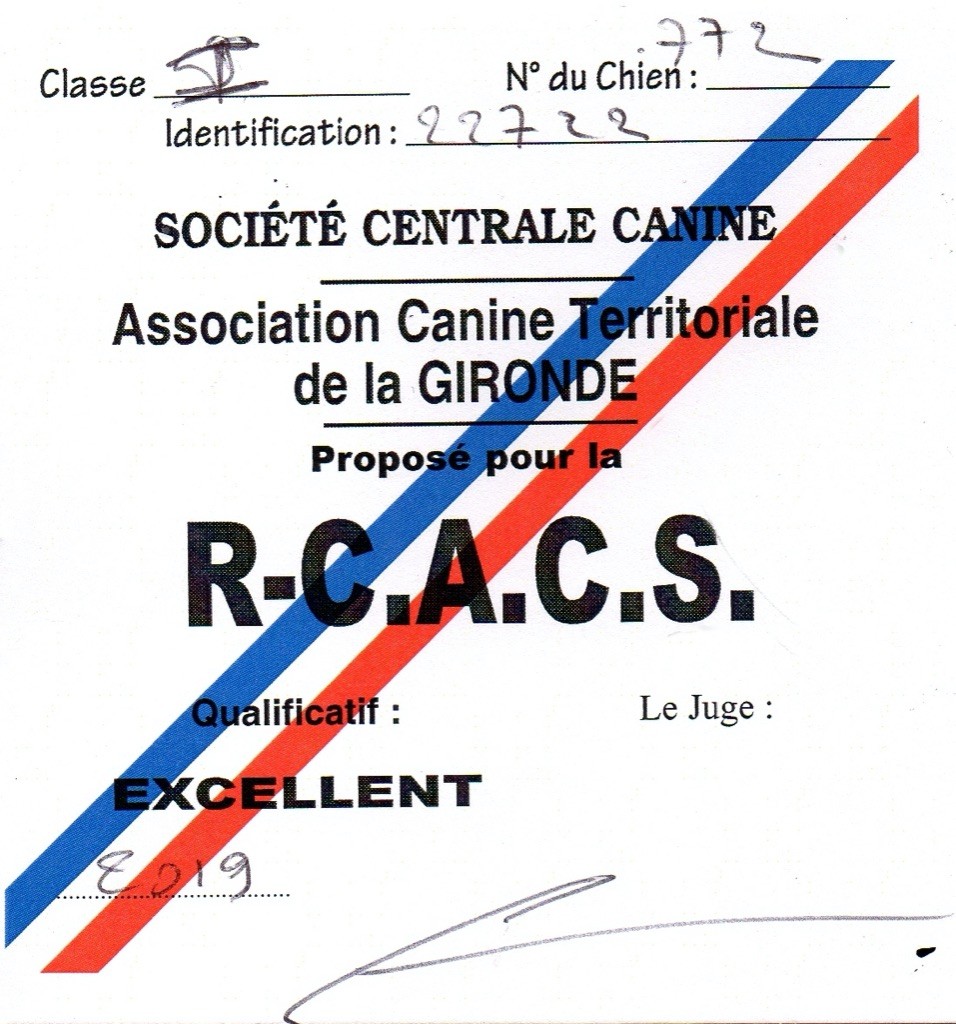 Classe N° du Chien : 772
Identification : 22722
SOCIÉTÉ CENTRALE CANINE
Association Canine Territoriale
de la GIRONDE
Proposé pour la
R-C.A.C.S.
Qualificatif : Le Juge :
EXCELLENT
2019